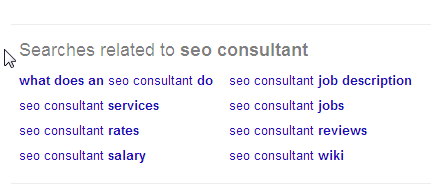 Searches related to seo consultant
what does an seo consultant do
seo consultant job description
seo consultant services
seo consultant jobs
seo consultant rates
seo consultant reviews
seo consultant salary
seo consultant wiki